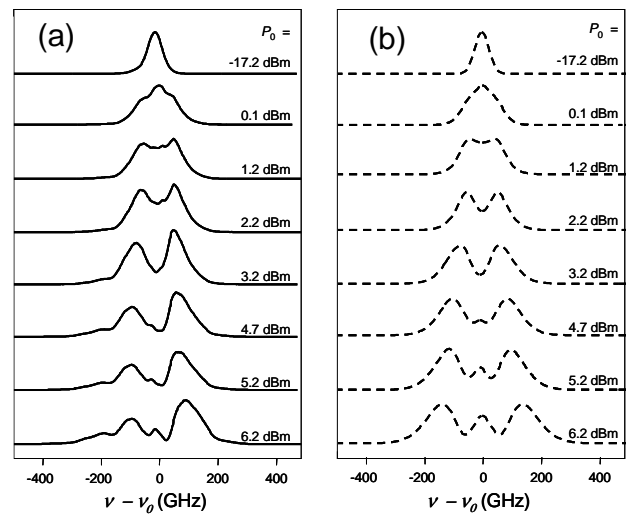 (a)
P0 =
-17.2 dBm
0.1 dBm
1.2 dBm
2.2 dBm
3.2 dBm
4.7 dBm
5.2 dBm
6.2 dBm
-400 -200 0 200 400
ν − ν0 (GHz)
(b)
P0 =
-17.2 dBm
0.1 dBm
1.2 dBm
2.2 dBm
3.2 dBm
4.7 dBm
5.2 dBm
6.2 dBm
-400 -200 0 200 400
ν − ν0 (GHz)